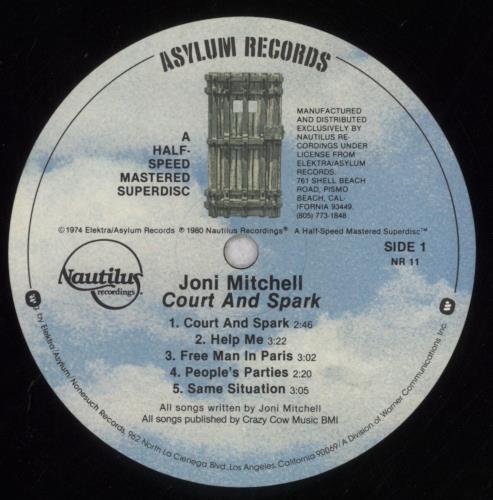 ASYLUM RECORDS
A
HALF-
SPEED
MASTERED
SUPERDISC
MANUFACTURED
AND DISTRIBUTED
EXCLUSIVELY BY
NAUTILUS RE-
CORDINGS UNDER
LICENSE FROM
ELEKTRA/ASYLUM
RECORDS.
761 SHELL BEACH
ROAD, PISMO
BEACH, CAL-
IFORNIA 93449.
(805) 773-1848
©1974 Elektra/Asylum Records ℗ 1980 Nautilus Recordings® A Half-Speed Mastered Superdisc™
Nautilus
recordings
SIDE 1
NR 11
Joni Mitchell
Court And Spark
1. Court And Spark 2:46
2. Help Me 3:22
3. Free Man In Paris 3:02
4. People's Parties 2:20
5. Same Situation 3:05
All songs written by Joni Mitchell
All songs published by Crazy Cow Music BMI
by Elektra/Asylum/Nonesuch Records, 962 North La Cienega Blvd., Los Angeles, California 90069/A Division of Warner Communications Inc.